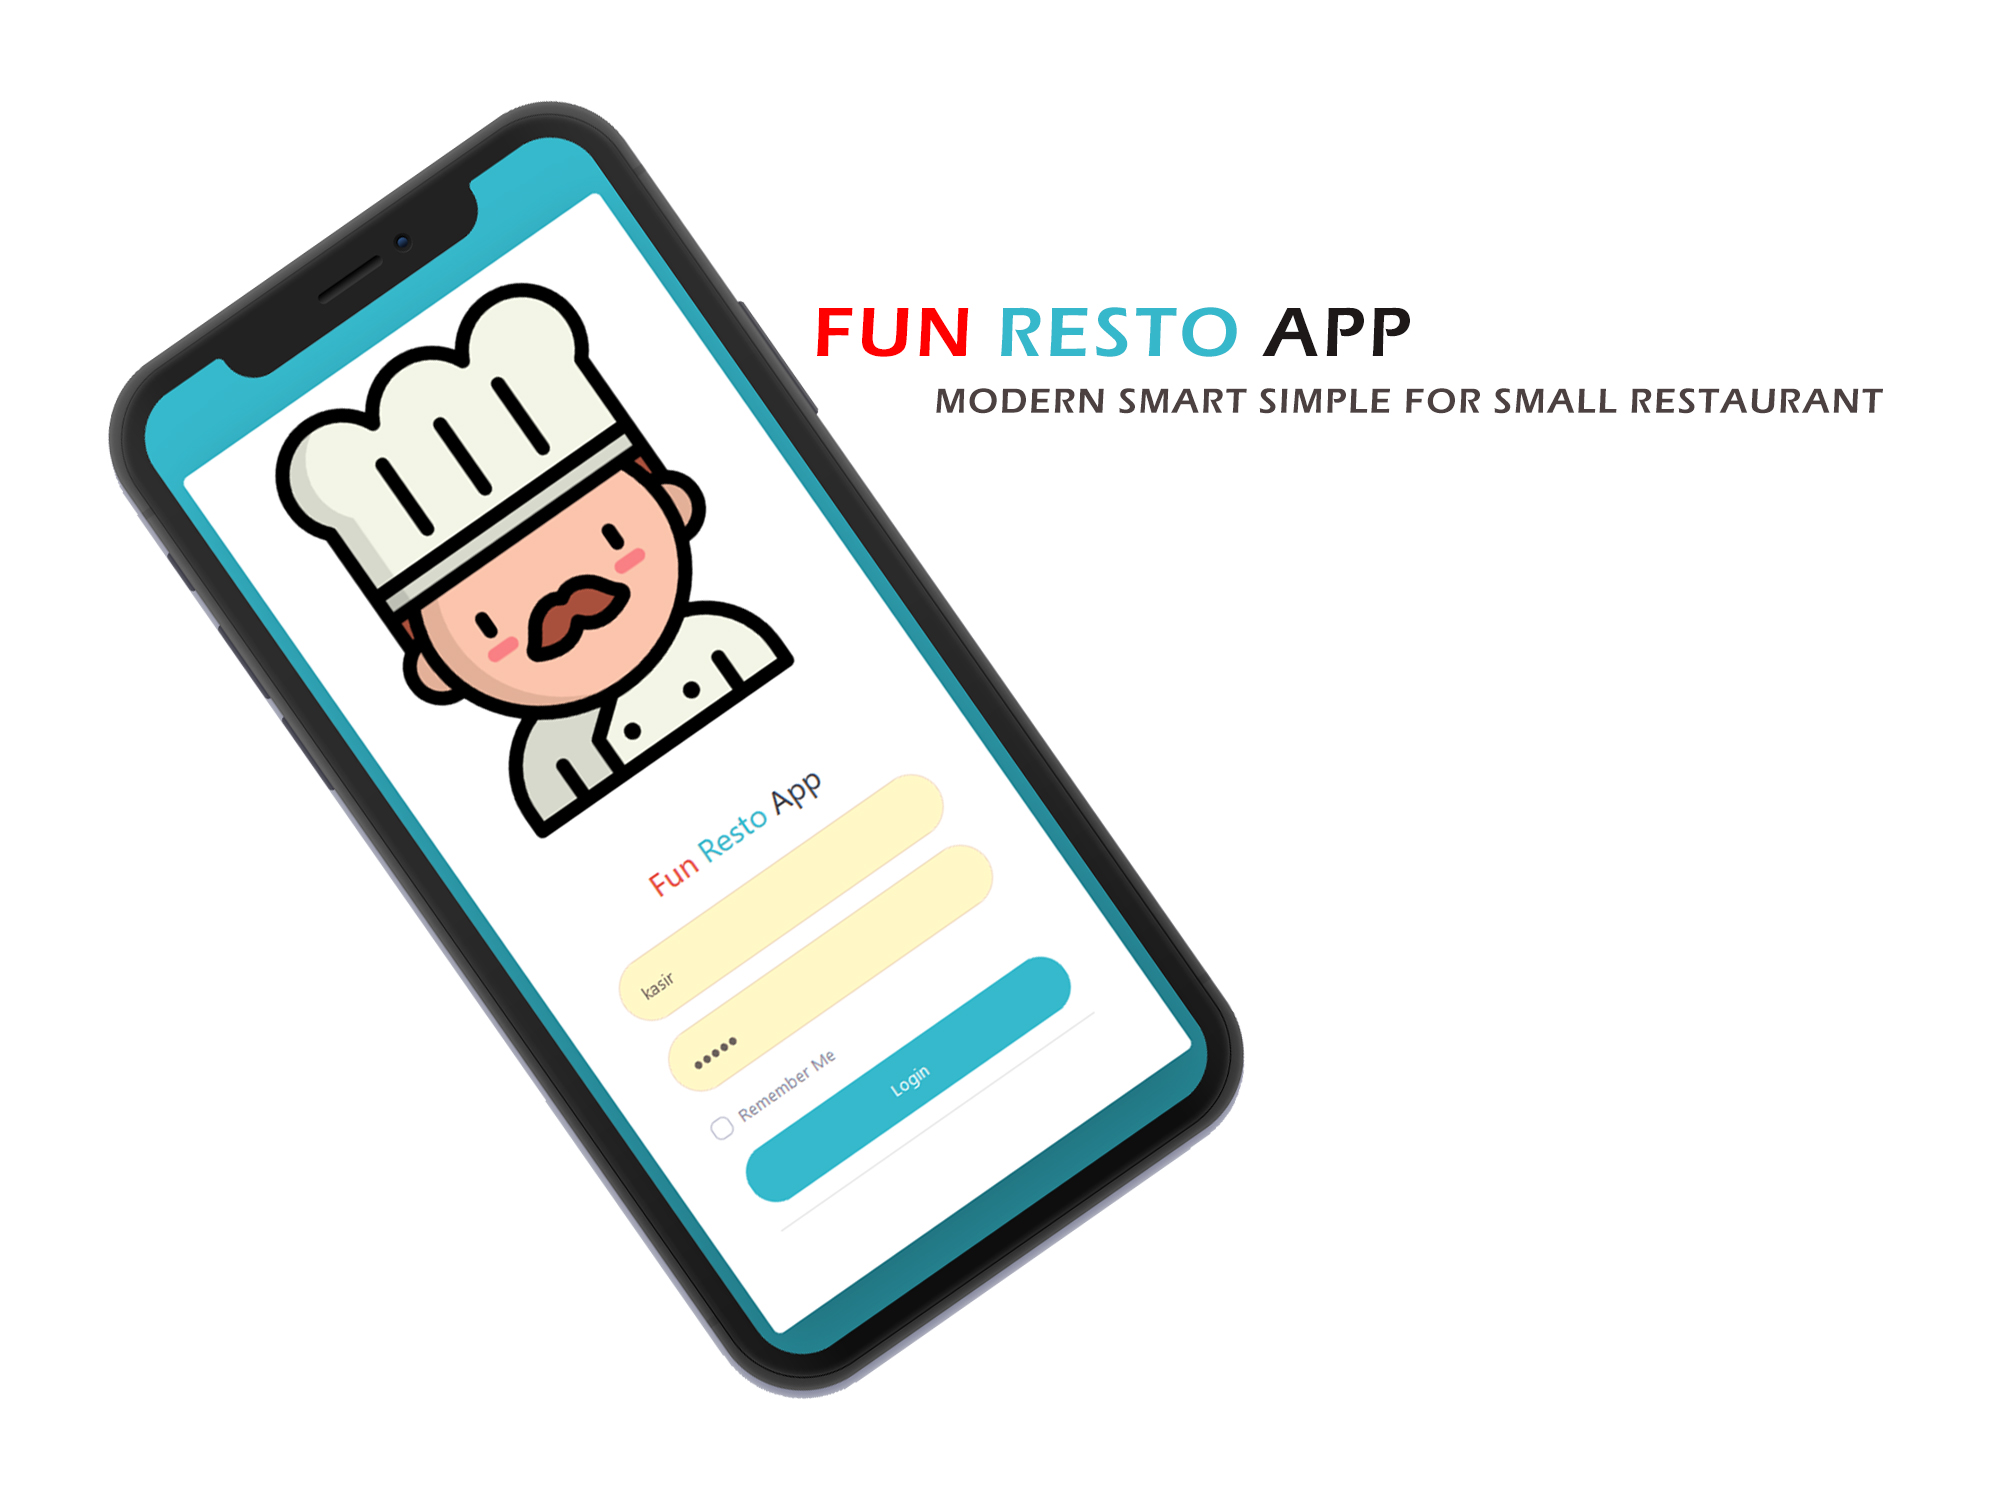 FUN RESTO APP
MODERN SMART SIMPLE FOR SMALL RESTAURANT
Fun Resto App
kasir
•••••
Remember Me
Login